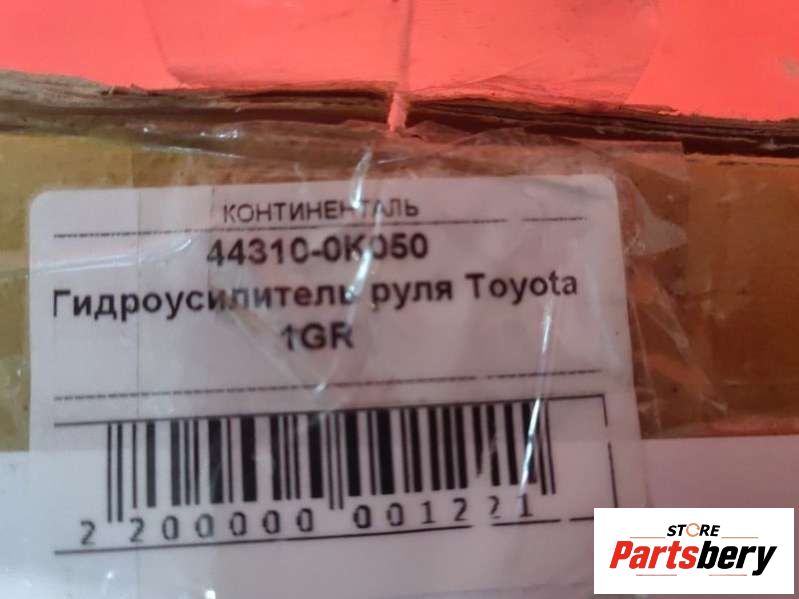 КОНТИНЕНТАЛЬ
44310-0K050
Гидроусилитель руля Toyota
1GR
2 200000 001221
STORE
Partsbery